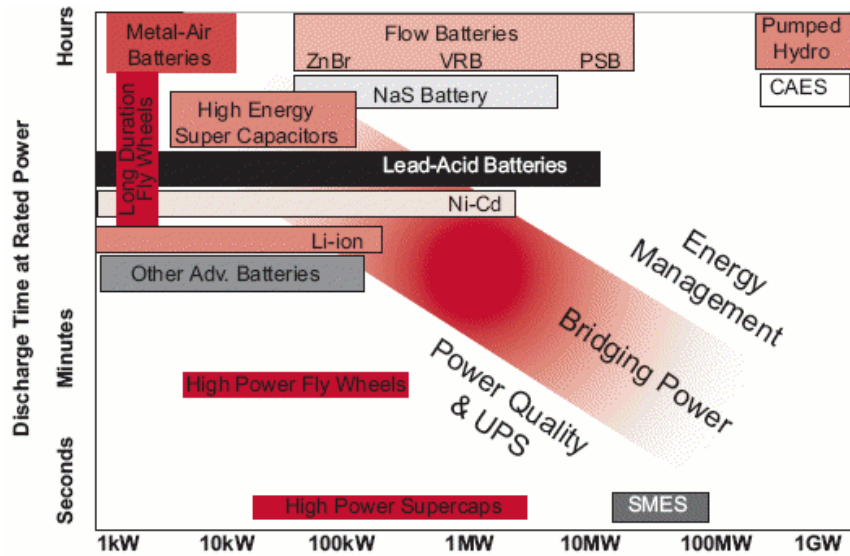 Hours
Metal-Air
Batteries
Flow Batteries
ZnBr VRB PSB
Pumped
Hydro
NaS Battery
CAES
High Energy
Super Capacitors
Long Duration
Fly Wheels
Lead-Acid Batteries
Ni-Cd
Li-ion
Other Adv. Batteries
Energy
Management
Bridging Power
Power Quality
& UPS
Discharge Time at Rated Power
Minutes
High Power Fly Wheels
Seconds
High Power Supercaps
SMES
1kW 10kW 100kW 1MW 10MW 100MW 1GW